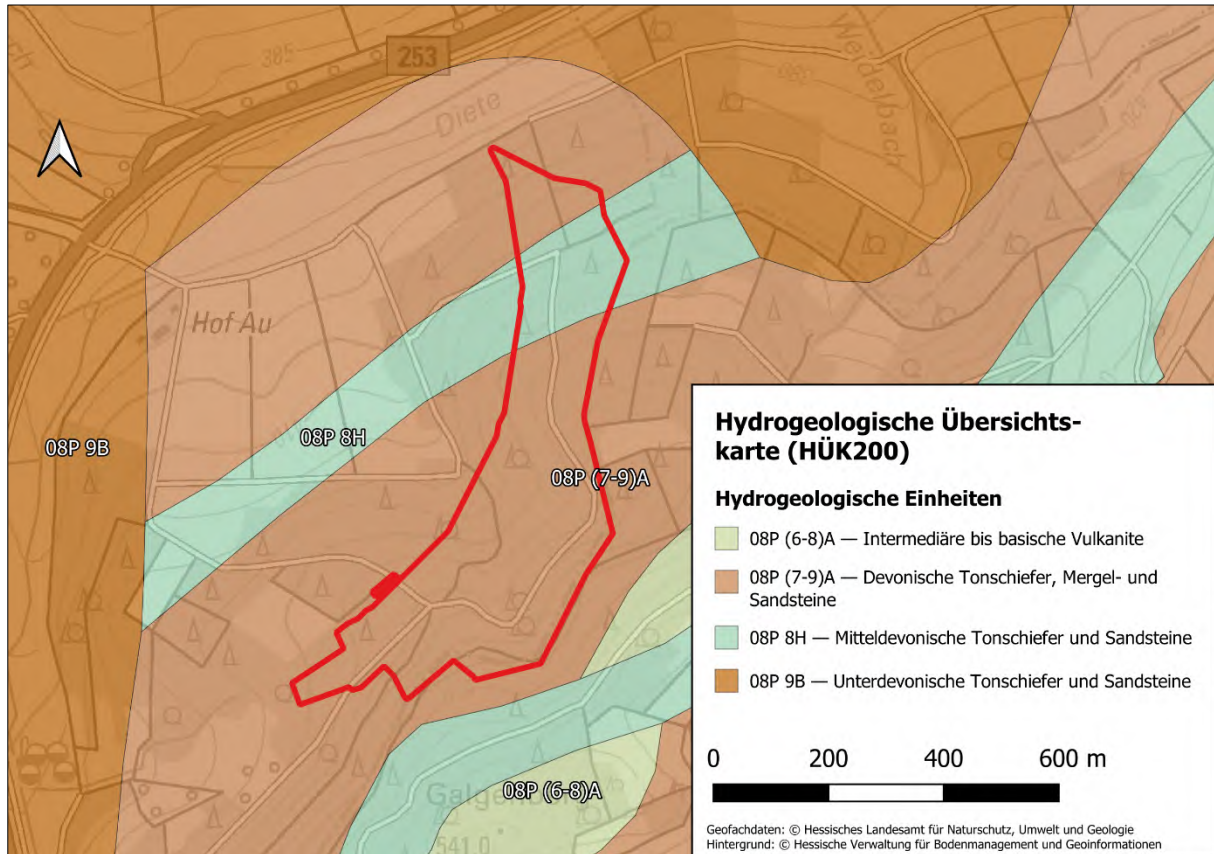 253
385
Diete
Weidelbach
Hof Au
08P 9B
08P 8H
08P (7-9)A
08P (6-8)A
541.0
Hydrogeologische Übersichts-
karte (HÜK200)
Hydrogeologische Einheiten
08P (6-8)A — Intermediäre bis basische Vulkanite
08P (7-9)A — Devonische Tonschiefer, Mergel- und
Sandsteine
08P 8H — Mitteldevonische Tonschiefer und Sandsteine
08P 9B — Unterdevonische Tonschiefer und Sandsteine
0 200 400 600 m
Geofachdaten: © Hessisches Landesamt für Naturschutz, Umwelt und Geologie
Hintergrund: © Hessische Verwaltung für Bodenmanagement und Geoinformationen